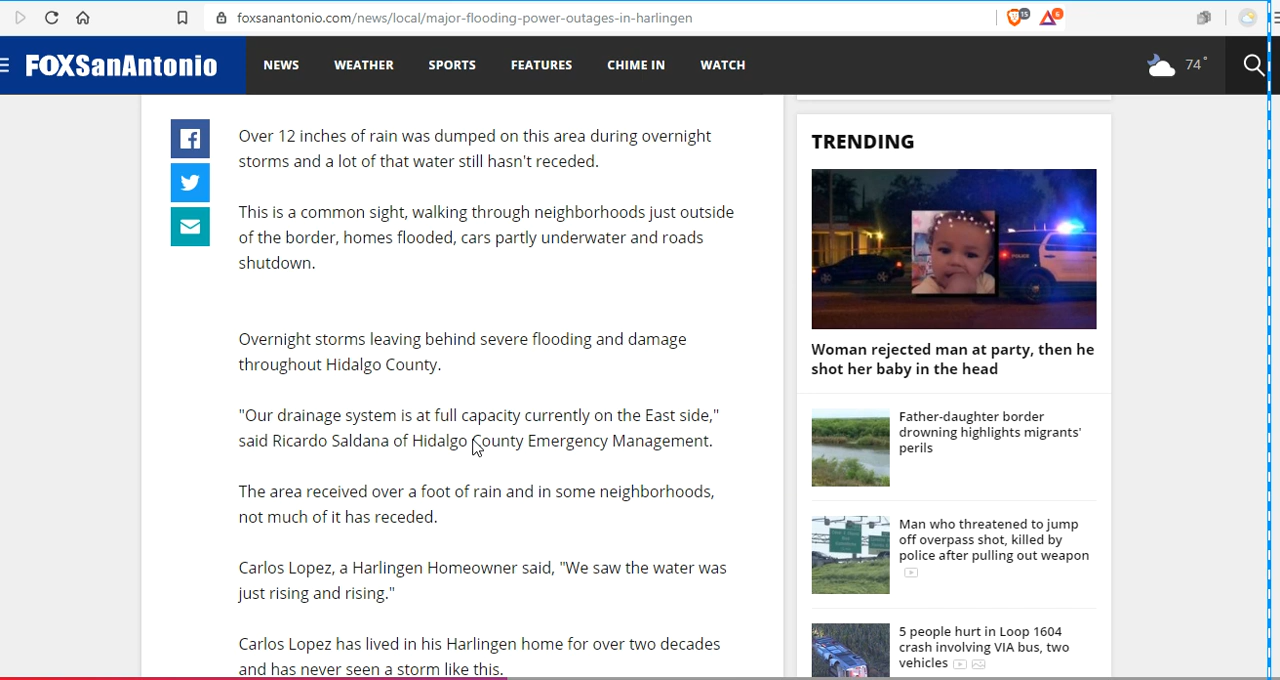 foxsanantonio.com/news/local/major-flooding-power-outages-in-harlingen
15
6
FOXSanAntonio
NEWS
WEATHER
SPORTS
FEATURES
CHIME IN
WATCH
74°
Over 12 inches of rain was dumped on this area during overnight
storms and a lot of that water still hasn't receded.
This is a common sight, walking through neighborhoods just outside
of the border, homes flooded, cars partly underwater and roads
shutdown.
Overnight storms leaving behind severe flooding and damage
throughout Hidalgo County.
"Our drainage system is at full capacity currently on the East side,"
said Ricardo Saldana of Hidalgo County Emergency Management.
The area received over a foot of rain and in some neighborhoods,
not much of it has receded.
Carlos Lopez, a Harlingen Homeowner said, "We saw the water was
just rising and rising."
Carlos Lopez has lived in his Harlingen home for over two decades
and has never seen a storm like this.
TRENDING
POLICE
Woman rejected man at party, then he
shot her baby in the head
Father-daughter border
drowning highlights migrants'
perils
Man who threatened to jump
off overpass shot, killed by
police after pulling out weapon
5 people hurt in Loop 1604
crash involving VIA bus, two
vehicles